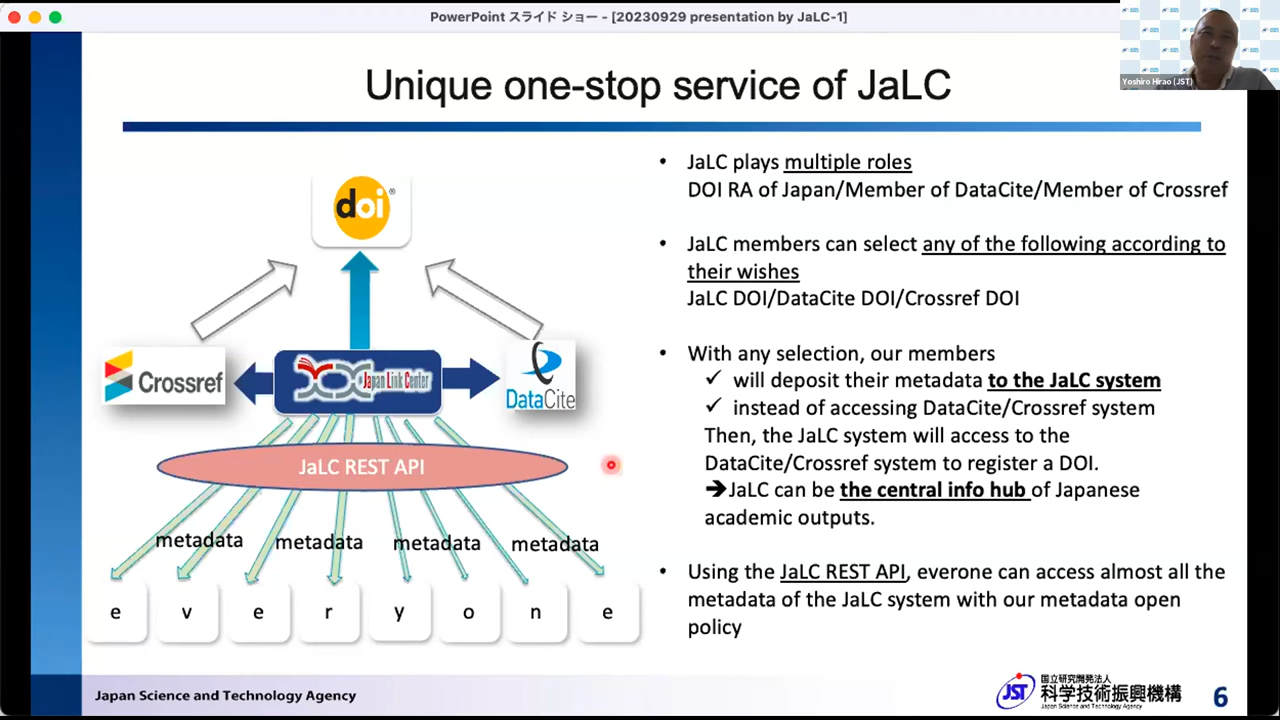 PowerPoint スライド ショー - [20230929 presentation by JaLC-1]
Yoshiro Hirao (JST)
Unique one-stop service of JaLC
doi®
Crossref
Japan Link Center
DataCite
JaLC REST API
metadata metadata metadata metadata
e v e r y o n e
• JaLC plays multiple roles
DOI RA of Japan/Member of DataCite/Member of Crossref
• JaLC members can select any of the following according to
their wishes
JaLC DOI/DataCite DOI/Crossref DOI
• With any selection, our members
✓ will deposit their metadata to the JaLC system
✓ instead of accessing DataCite/Crossref system
Then, the JaLC system will access to the
DataCite/Crossref system to register a DOI.
➔JaLC can be the central info hub of Japanese
academic outputs.
• Using the JaLC REST API, everone can access almost all the
metadata of the JaLC system with our metadata open
policy
Japan Science and Technology Agency
JST
国立研究開発法人
科学技術振興機構
Japan Science and Technology Agency
6